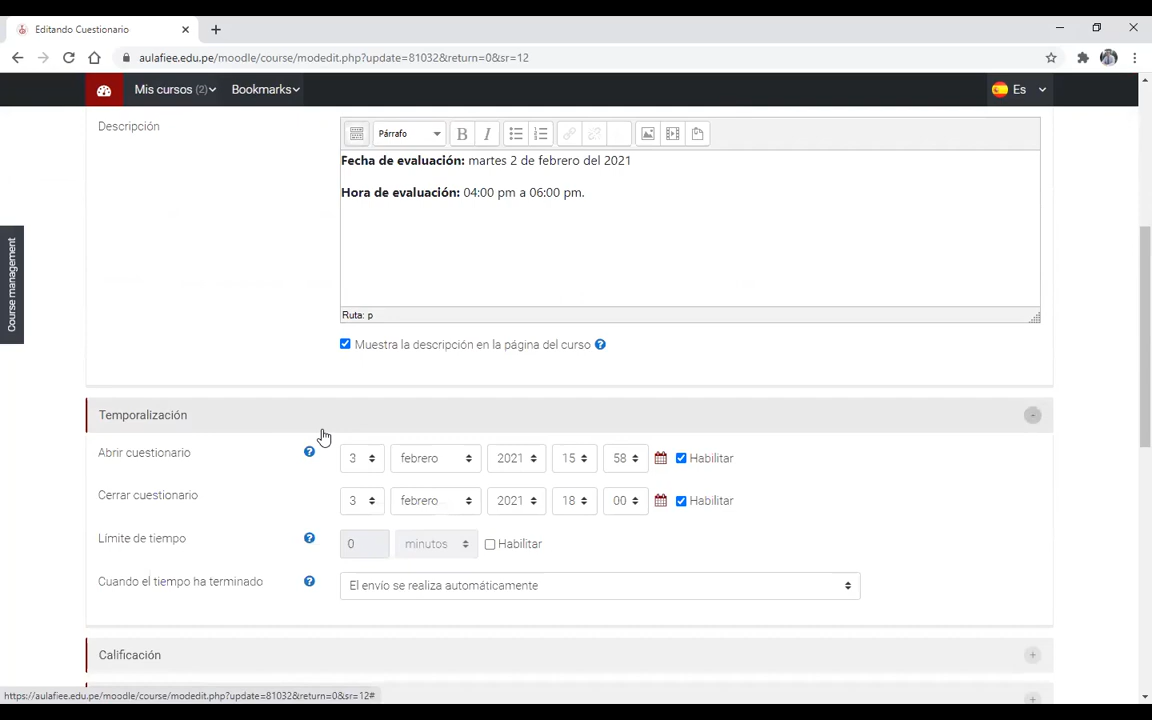 Editando Cuestionario
aulafiee.edu.pe/moodle/course/modedit.php?update=81032&return=0&sr=12
Mis cursos (2) Bookmarks Es
Course management
Descripción
Párrafo B I
Fecha de evaluación: martes 2 de febrero del 2021
Hora de evaluación: 04:00 pm a 06:00 pm.
Ruta: p
Muestra la descripción en la página del curso ?
Temporalización -
Abrir cuestionario ? 3 febrero 2021 15 58 Habilitar
Cerrar cuestionario 3 febrero 2021 18 00 Habilitar
Límite de tiempo ? 0 minutos Habilitar
Cuando el tiempo ha terminado ? El envío se realiza automáticamente
Calificación +
+
https://aulafiee.edu.pe/moodle/course/modedit.php?update=81032&return=0&sr=12#